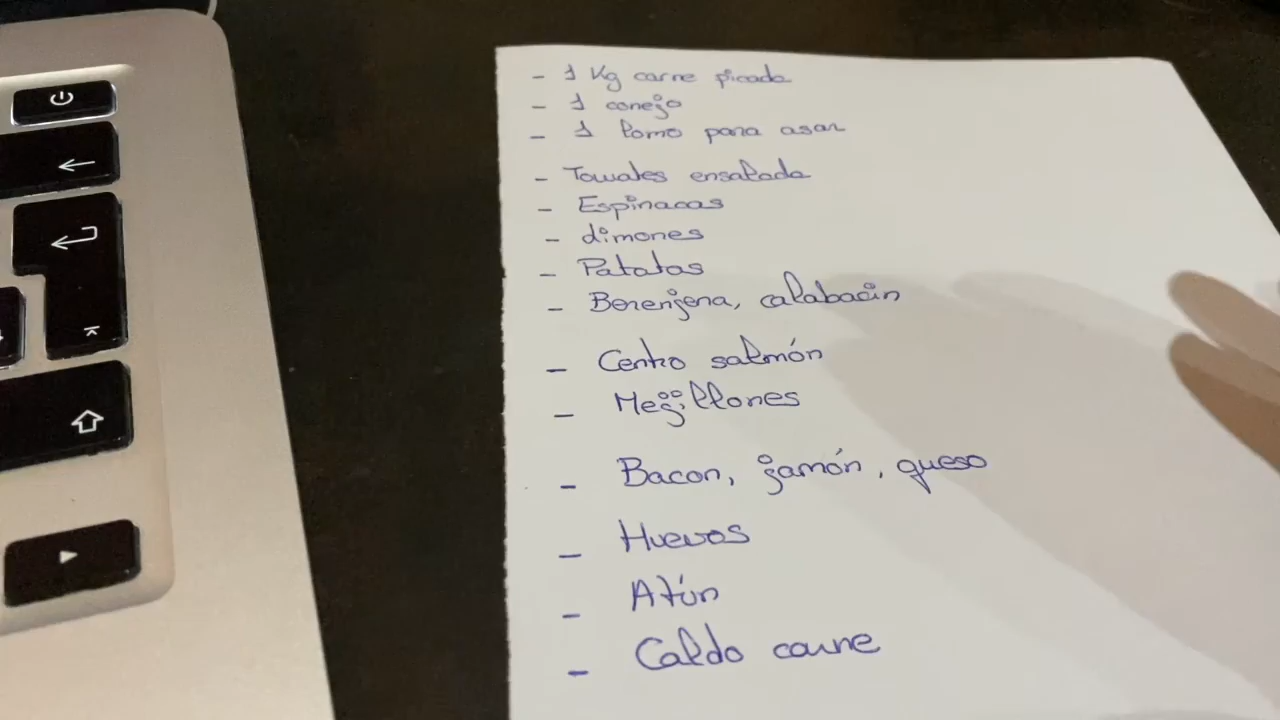 - 1 Kg carne picada
- 1 conejo
- 1 lomo para asar
- Tomates ensalada
- Espinacas
- Limones
- Patatas
- Berenjena, calabacín
- Centro salmón
- Mejillones
- Bacon, jamón, queso
- Huevos
- Atún
- Caldo carne